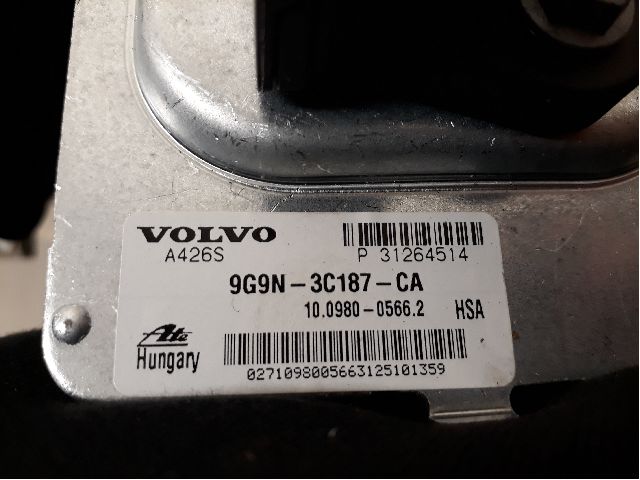 VOLVO
A426S
P 31264514
9G9N-3C187-CA
10.0980-0566.2 HSA
Ate
Hungary
02710980056631251 01359